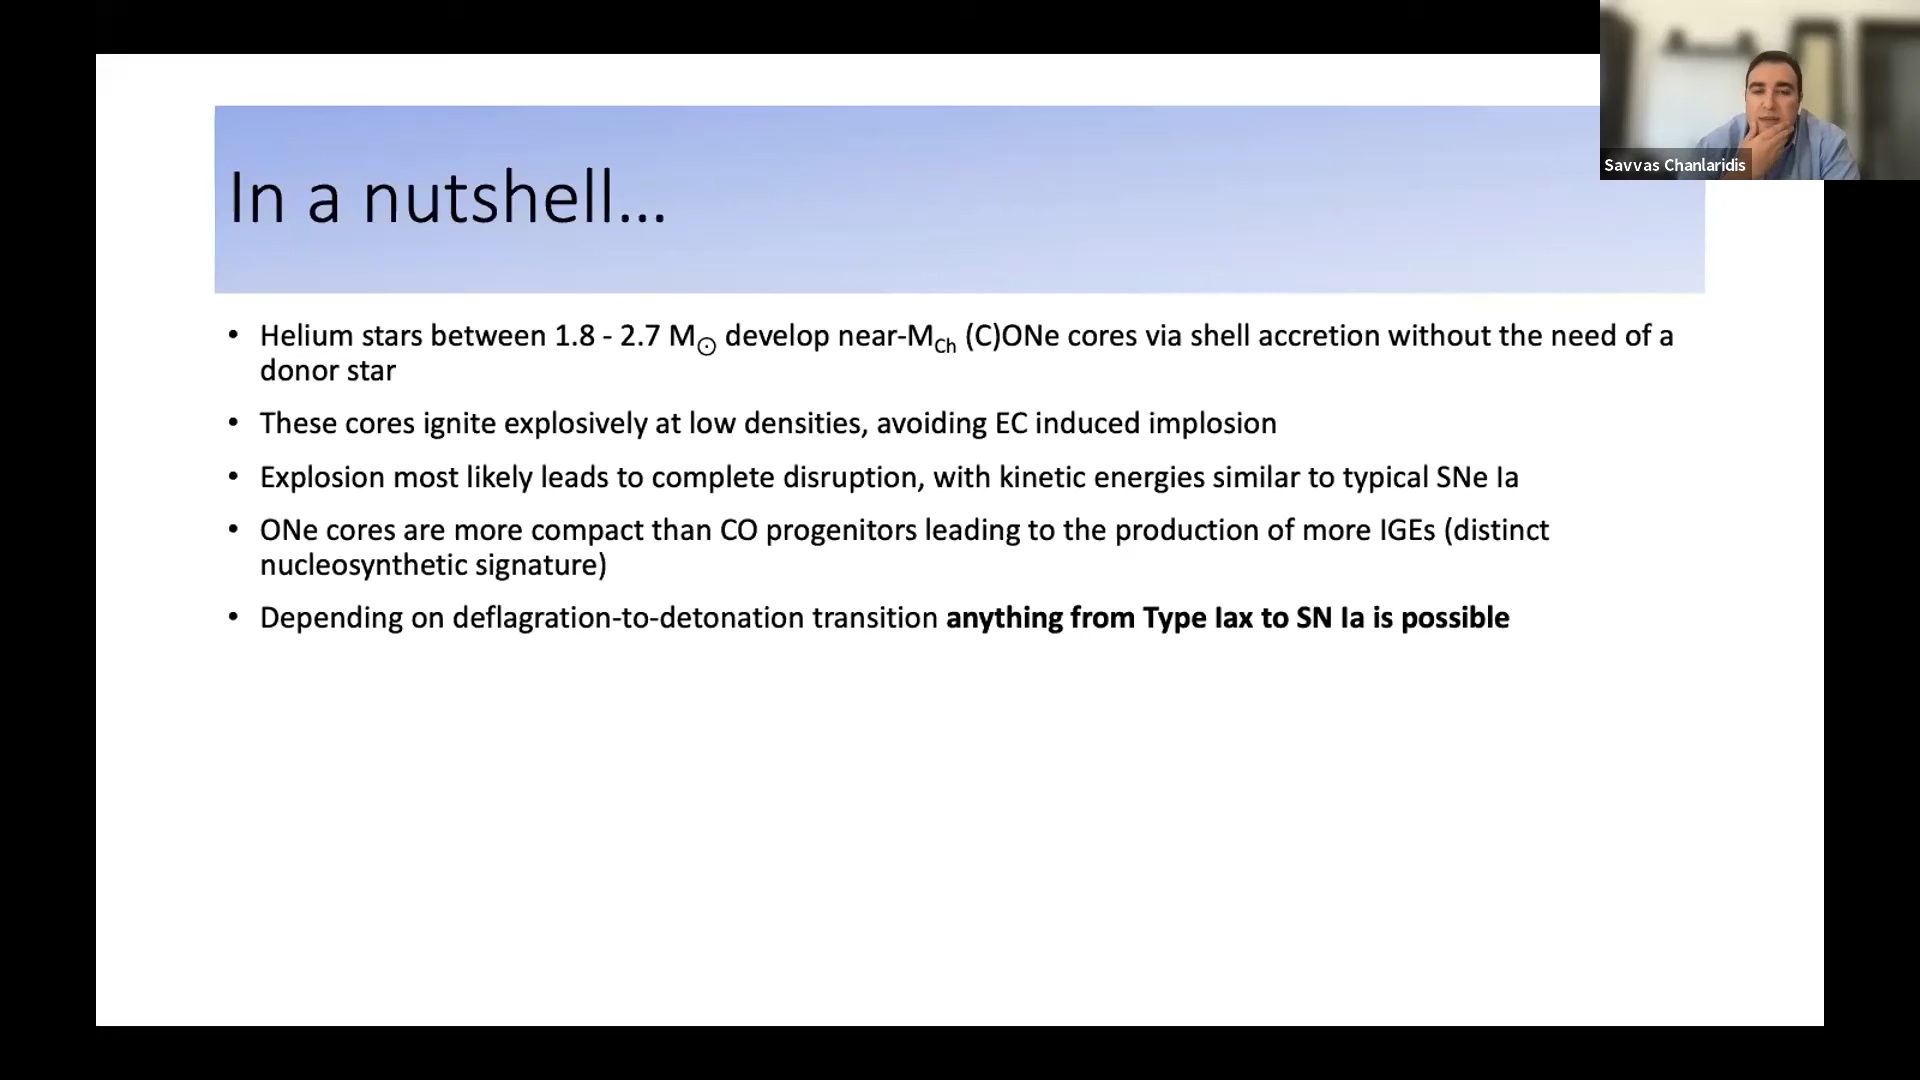 Savvas Chanlaridis
In a nutshell...
• Helium stars between 1.8 - 2.7 M☉ develop near-MCh (C)ONe cores via shell accretion without the need of a
donor star
• These cores ignite explosively at low densities, avoiding EC induced implosion
• Explosion most likely leads to complete disruption, with kinetic energies similar to typical SNe Ia
• ONe cores are more compact than CO progenitors leading to the production of more IGEs (distinct
nucleosynthetic signature)
• Depending on deflagration-to-detonation transition anything from Type Iax to SN Ia is possible